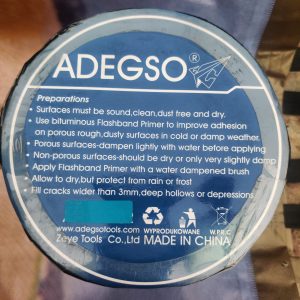 ADEGSO®
Preparations
• Surfaces must be sound,clean,dust free and dry.
• Use bituminous Flashband Primer to improve adhesion
on porous rough,dusty surfaces in cold or damp weather.
• Porous surfaces-dampen lightly with water before applying
• Non-porous surfaces-should be dry or only very slightly damp
• Apply Flashband Primer with a water dampened brush
• Allow to dry,but protect from rain or frost
• Fill cracks wider than 3mm,deep hollows or depressions
www.adegsotools.com WYPRODUKOWANE W.P.R.C
Zeye Tools Co.,Ltd MADE IN CHINA